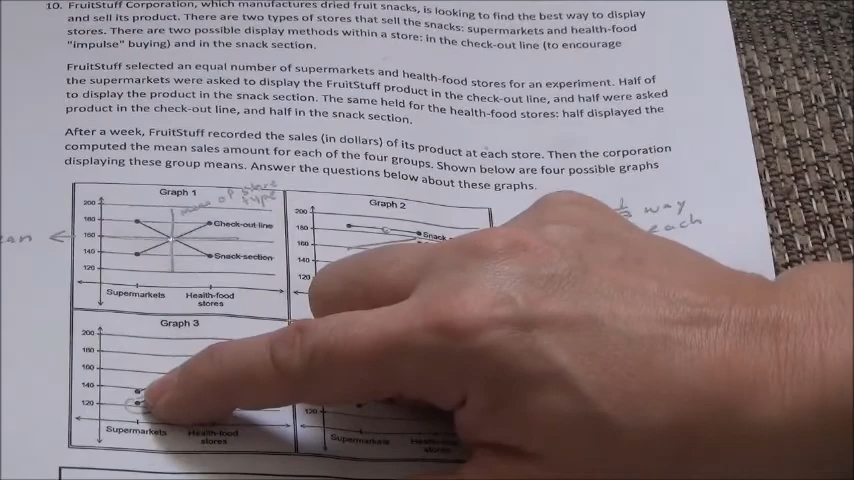 10. FruitStuff Corporation, which manufactures dried fruit snacks, is looking to find the best way to display
and sell its product. There are two types of stores that sell the snacks: supermarkets and health-food
stores. There are two possible display methods within a store: in the check-out line (to encourage
"impulse" buying) and in the snack section.
FruitStuff selected an equal number of supermarkets and health-food stores for an experiment. Half of
the supermarkets were asked to display the FruitStuff product in the check-out line, and half were asked
to display the product in the snack section. The same held for the health-food stores: half displayed the
product in the check-out line, and half in the snack section.
After a week, FruitStuff recorded the sales (in dollars) of its product at each store. Then the corporation
computed the mean sales amount for each of the four groups. Shown below are four possible graphs
displaying these group means. Answer the questions below about these graphs.
Graph 1
mean of store
type
200
180
160
140
120
Check-out line
Snack-section
Supermarkets
Health-food
stores
Graph 2
200
180
160
140
120
Snack
way
each
Graph 3
200
180
160
140
120
Supermarkets
Health-food
stores
120
Supermarkets
stores